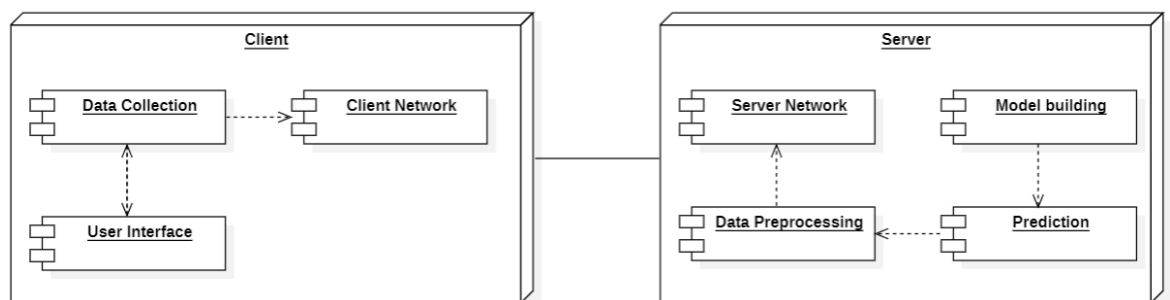 Client
Data Collection
Client Network
User Interface
Server
Server Network
Model building
Data Preprocessing
Prediction